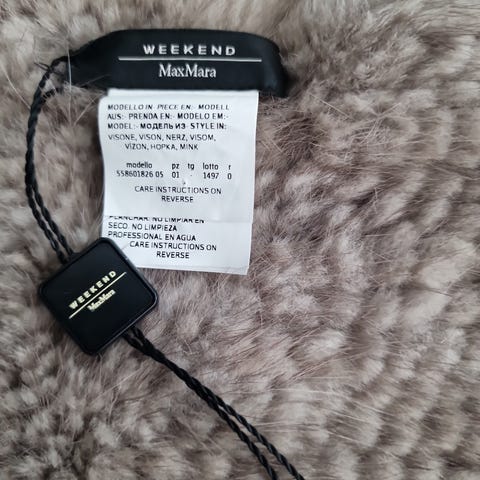 WEEKEND
MaxMara
MODELLO IN PIECE EN:- MODELL
AUS:- PRENDA EN:- MODELO EM:-
MODEL:- МОДЕЛЬ ИЗ STYLE IN:
VISONE, VISON, NERZ, VISOM,
VIZON, НОРКА, MINK
modello pz tg lotto r
558601826 05 01 - 1497 0
CARE INSTRUCTIONS ON
REVERSE
PLANCHAR. NO LIMPIAR EN
SECO. NO LIMPIEZA
PROFESSIONAL EN AGUA
CARE INSTRUCTIONS ON
REVERSE
WEEKEND
MaxMara